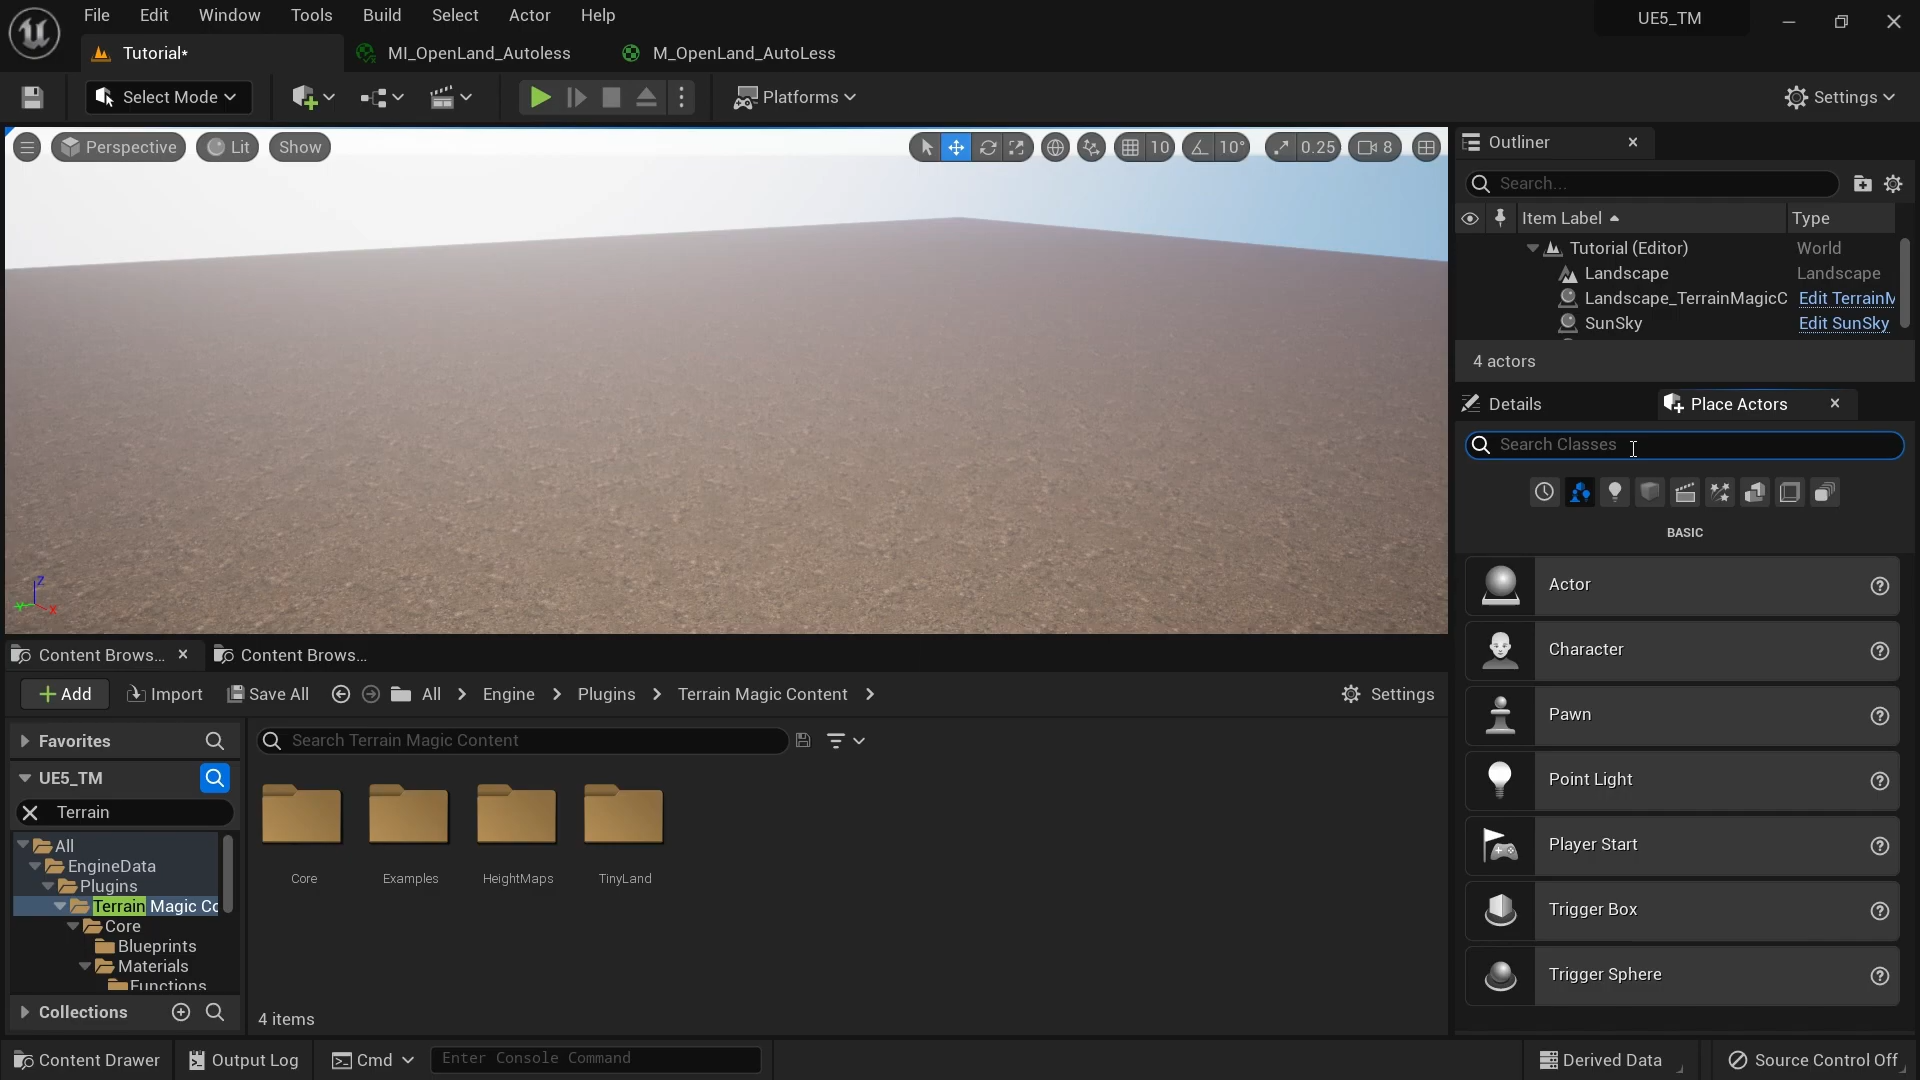 File Edit Window Tools Build Select Actor Help
UE5_TM
Tutorial*
MI_OpenLand_Autoless
M_OpenLand_AutoLess
Select Mode
Platforms
Settings
Perspective
Lit
Show
10
10°
0.25
8
Outliner
Search...
Item Label
Type
Tutorial (Editor)
World
Landscape
Landscape
Landscape_TerrainMagicC
Edit TerrainM
SunSky
Edit SunSky
4 actors
Details
Place Actors
Search Classes
BASIC
Actor
Character
Pawn
Point Light
Player Start
Trigger Box
Trigger Sphere
Z
Y
X
Content Brows...
Content Brows...
Add
Import
Save All
All > Engine > Plugins > Terrain Magic Content >
Settings
Favorites
Search Terrain Magic Content
UE5_TM
Terrain
All
EngineData
Plugins
Terrain Magic Co
Core
Blueprints
Materials
Functions
Collections
Core
Examples
HeightMaps
TinyLand
4 items
Content Drawer
Output Log
Cmd
Enter Console Command
Derived Data
Source Control Off